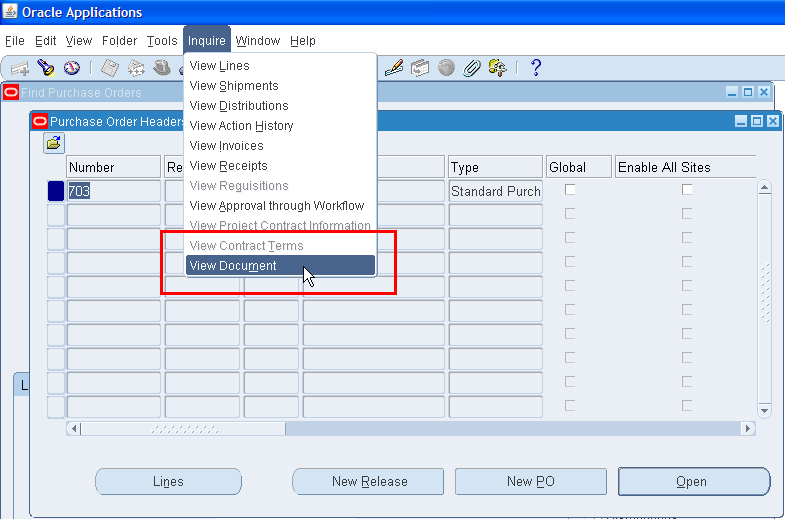 Oracle Applications
File Edit View Folder Tools Inquire Window Help
View Lines
View Shipments
View Distributions
View Action History
View Invoices
View Receipts
View Reguisitions
View Approval through Workflow
View Project Contract Information
View Contract Terms
View Document
Find Purchase Orders
Purchase Order Headers
Number Re Type Global Enable All Sites
703 Standard Purch
L
Lines New Release New PO Open